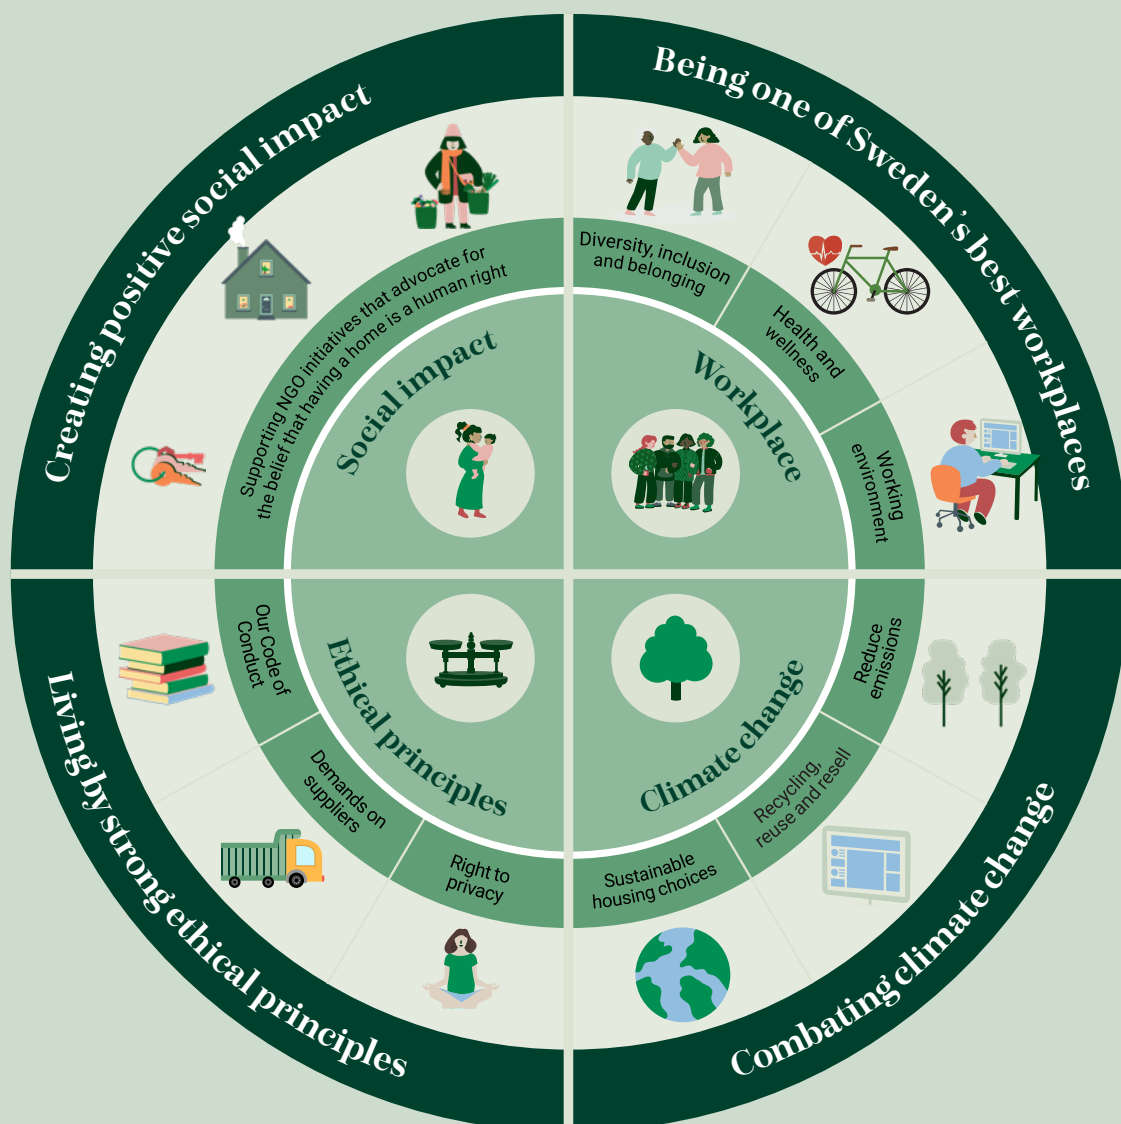 Creating positive social impact
Supporting NGO initiatives that advocate for
the belief that having a home is a human right
Social impact
Being one of Sweden's best workplaces
Diversity, inclusion
and belonging
Health and
wellness
Working
environment
Workplace
Ethical principles
Our Code of
Conduct
Demands on
suppliers
Right to
privacy
Living by strong ethical principles
Climate change
Reduce
emissions
Recycling,
reuse and resell
Sustainable
housing choices
Combating climate change